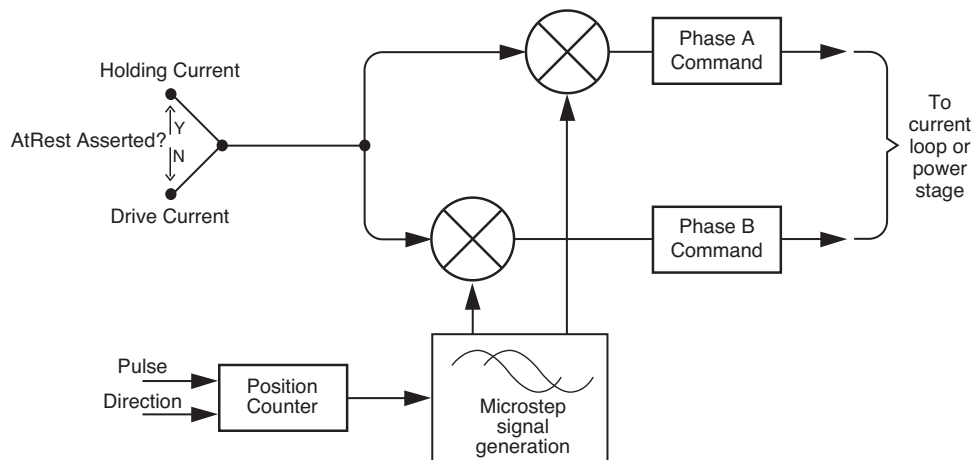 Holding Current
AtRest Asserted?
Y
N
Drive Current
Phase A
Command
Phase B
Command
To
current
loop or
power
stage
Pulse
Direction
Position
Counter
Microstep
signal
generation